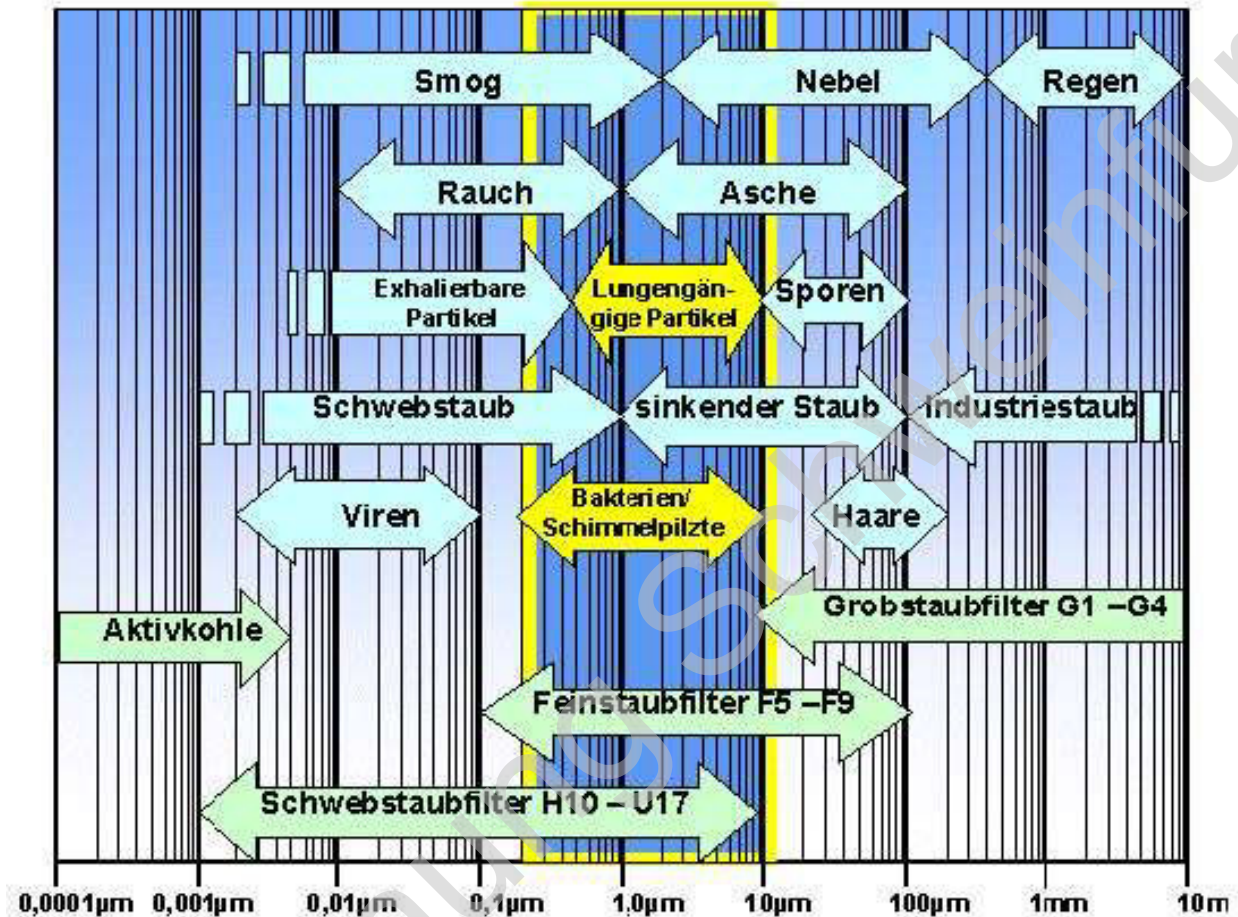 Smog Nebel Regen
Rauch Asche
Exhalierbare
Partikel
Lungengän-
gige Partikel
Sporen
Schwebstaub sinkender Staub Industriestaub
Viren
Bakterien/
Schimmelpilzte
Haare
Grobstaubfilter G1 –G4
Aktivkohle
Feinstaubfilter F5 –F9
Schwebstaubfilter H10 – U17
0,0001µm 0,001µm 0,01µm 0,1µm 1,0µm 10µm 100µm 1mm 10m